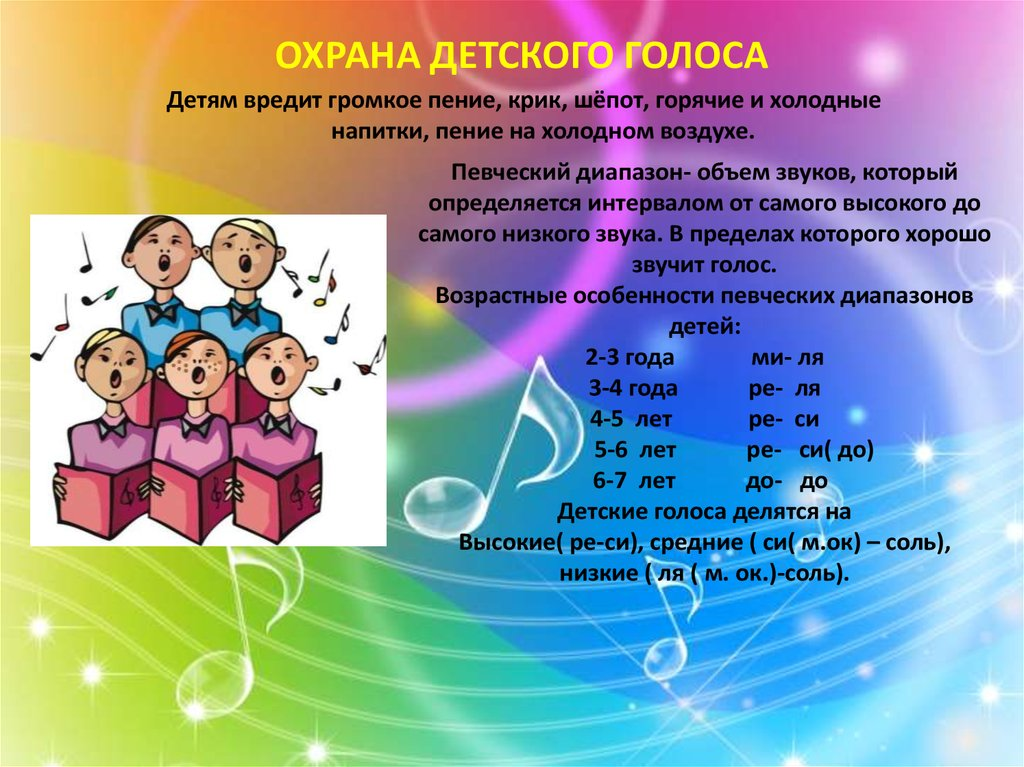 ОХРАНА ДЕТСКОГО ГОЛОСА
Детям вредит громкое пение, крик, шёпот, горячие и холодные
напитки, пение на холодном воздухе.
Певческий диапазон- объем звуков, который
определяется интервалом от самого высокого до
самого низкого звука. В пределах которого хорошо
звучит голос.
Возрастные особенности певческих диапазонов
детей:
2-3 года ми- ля
3-4 года ре- ля
4-5 лет ре- си
5-6 лет ре- си( до)
6-7 лет до- до
Детские голоса делятся на
Высокие( ре-си), средние ( си( м.ок) – соль),
низкие ( ля ( м. ок.)-соль).